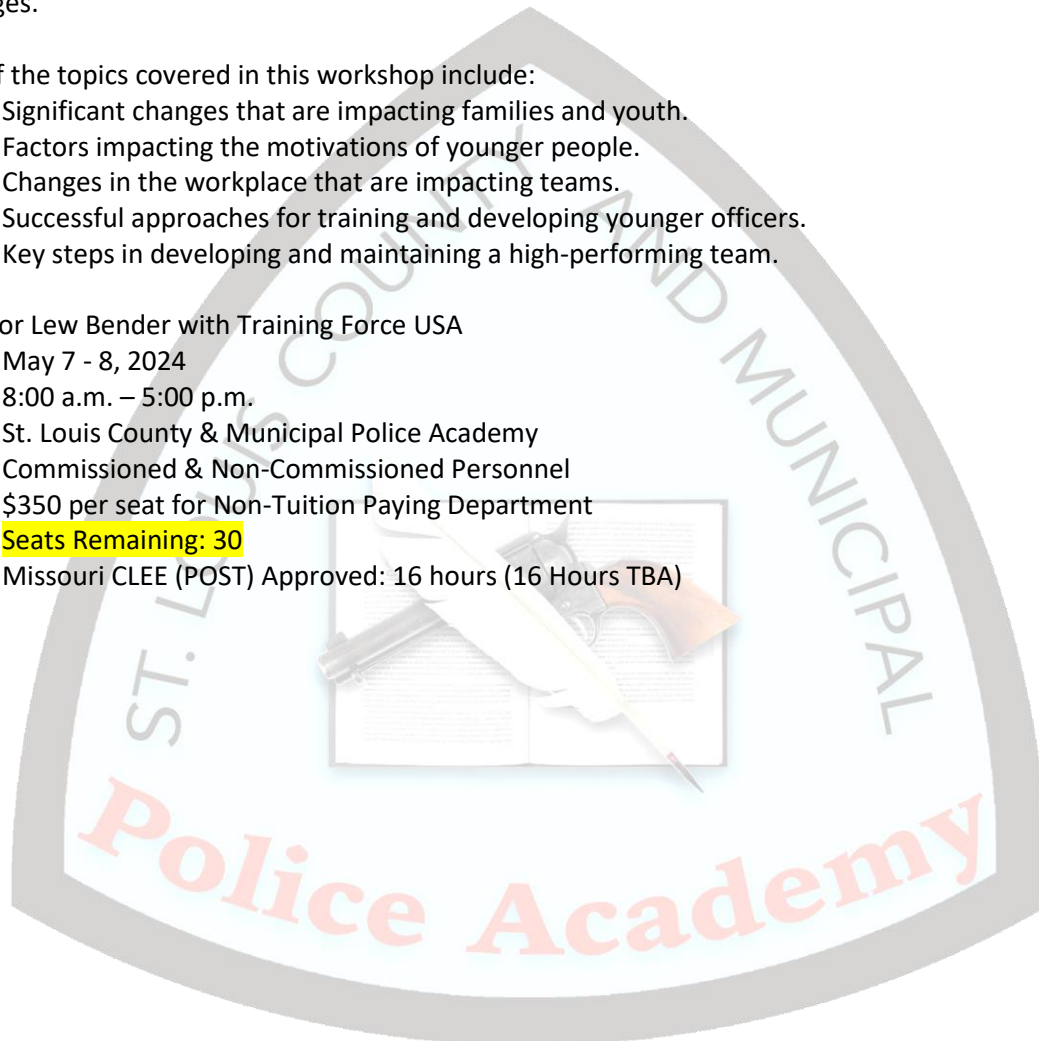 ges.
f the topics covered in this workshop include:
Significant changes that are impacting families and youth.
Factors impacting the motivations of younger people.
Changes in the workplace that are impacting teams.
Successful approaches for training and developing younger officers.
Key steps in developing and maintaining a high-performing team.
or Lew Bender with Training Force USA
May 7 - 8, 2024
8:00 a.m. – 5:00 p.m.
St. Louis County & Municipal Police Academy
Commissioned & Non-Commissioned Personnel
$350 per seat for Non-Tuition Paying Department
Seats Remaining: 30
Missouri CLEE (POST) Approved: 16 hours (16 Hours TBA)
ST. LOUIS COUNTY AND MUNICIPAL
Police Academy